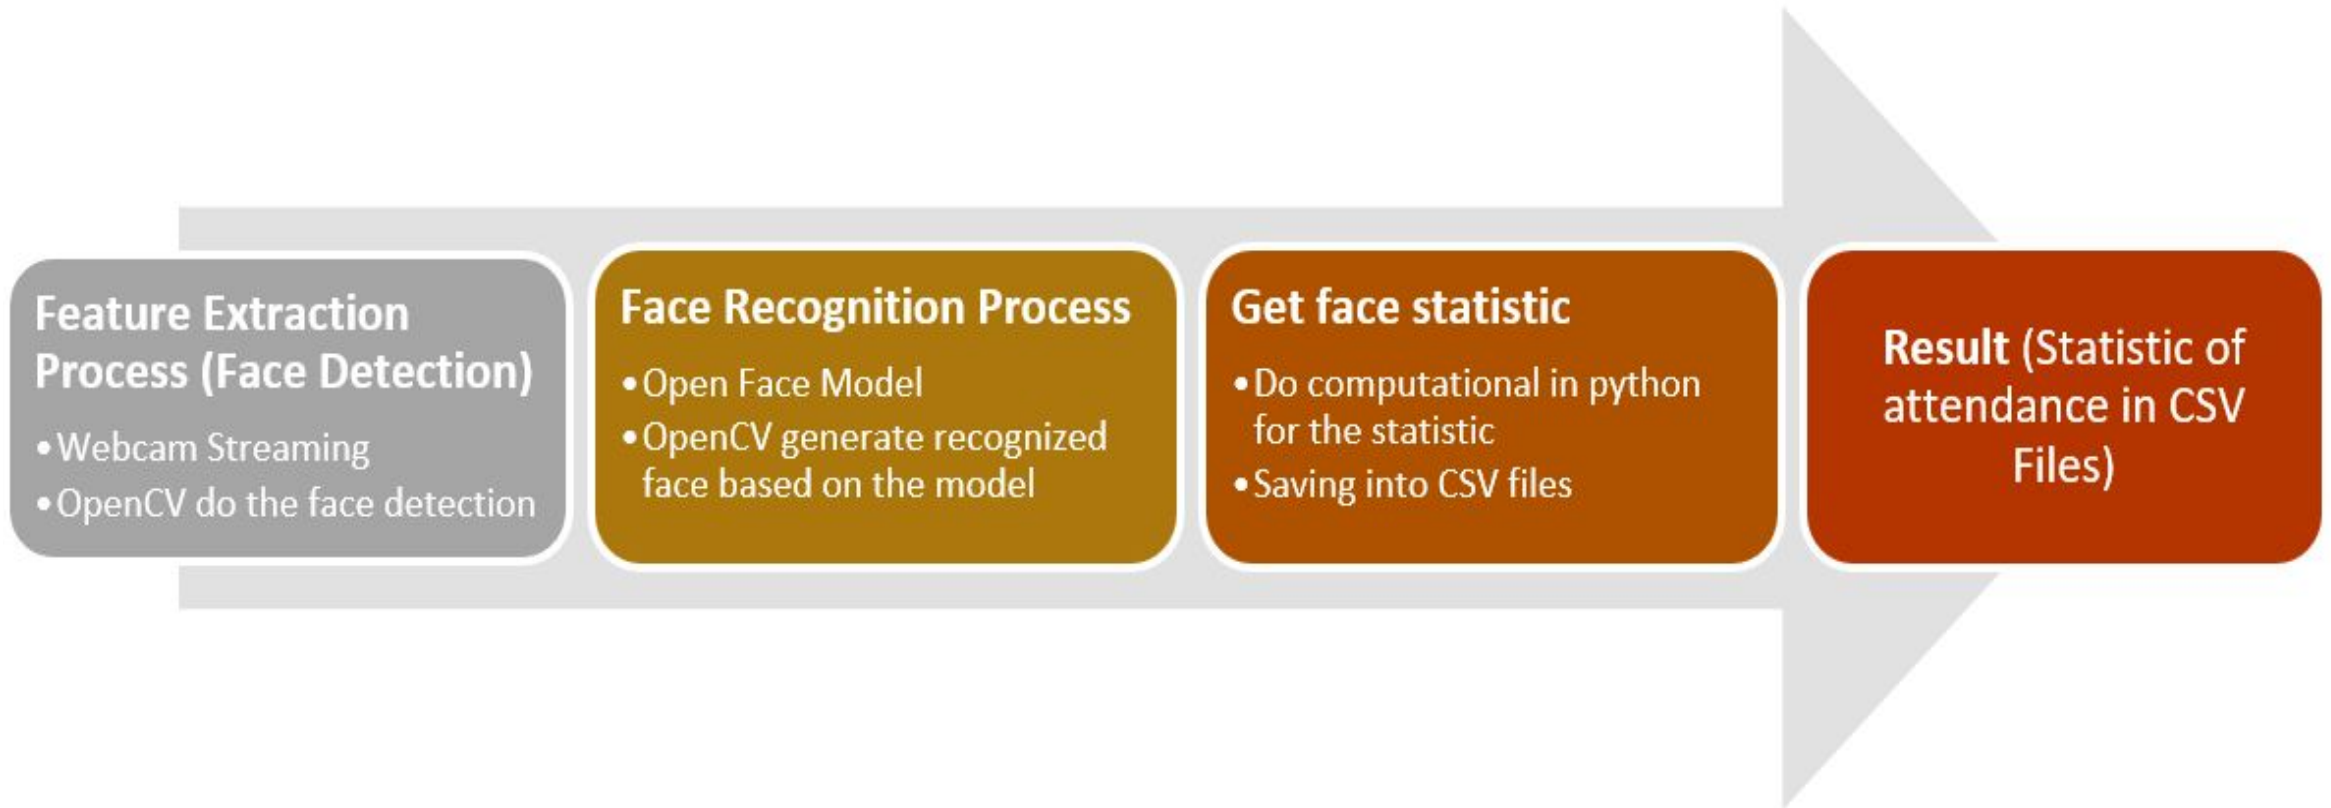 Feature Extraction
Process (Face Detection)
•Webcam Streaming
•OpenCV do the face detection
Face Recognition Process
•Open Face Model
•OpenCV generate recognized
face based on the model
Get face statistic
•Do computational in python
for the statistic
•Saving into CSV files
Result (Statistic of
attendance in CSV
Files)